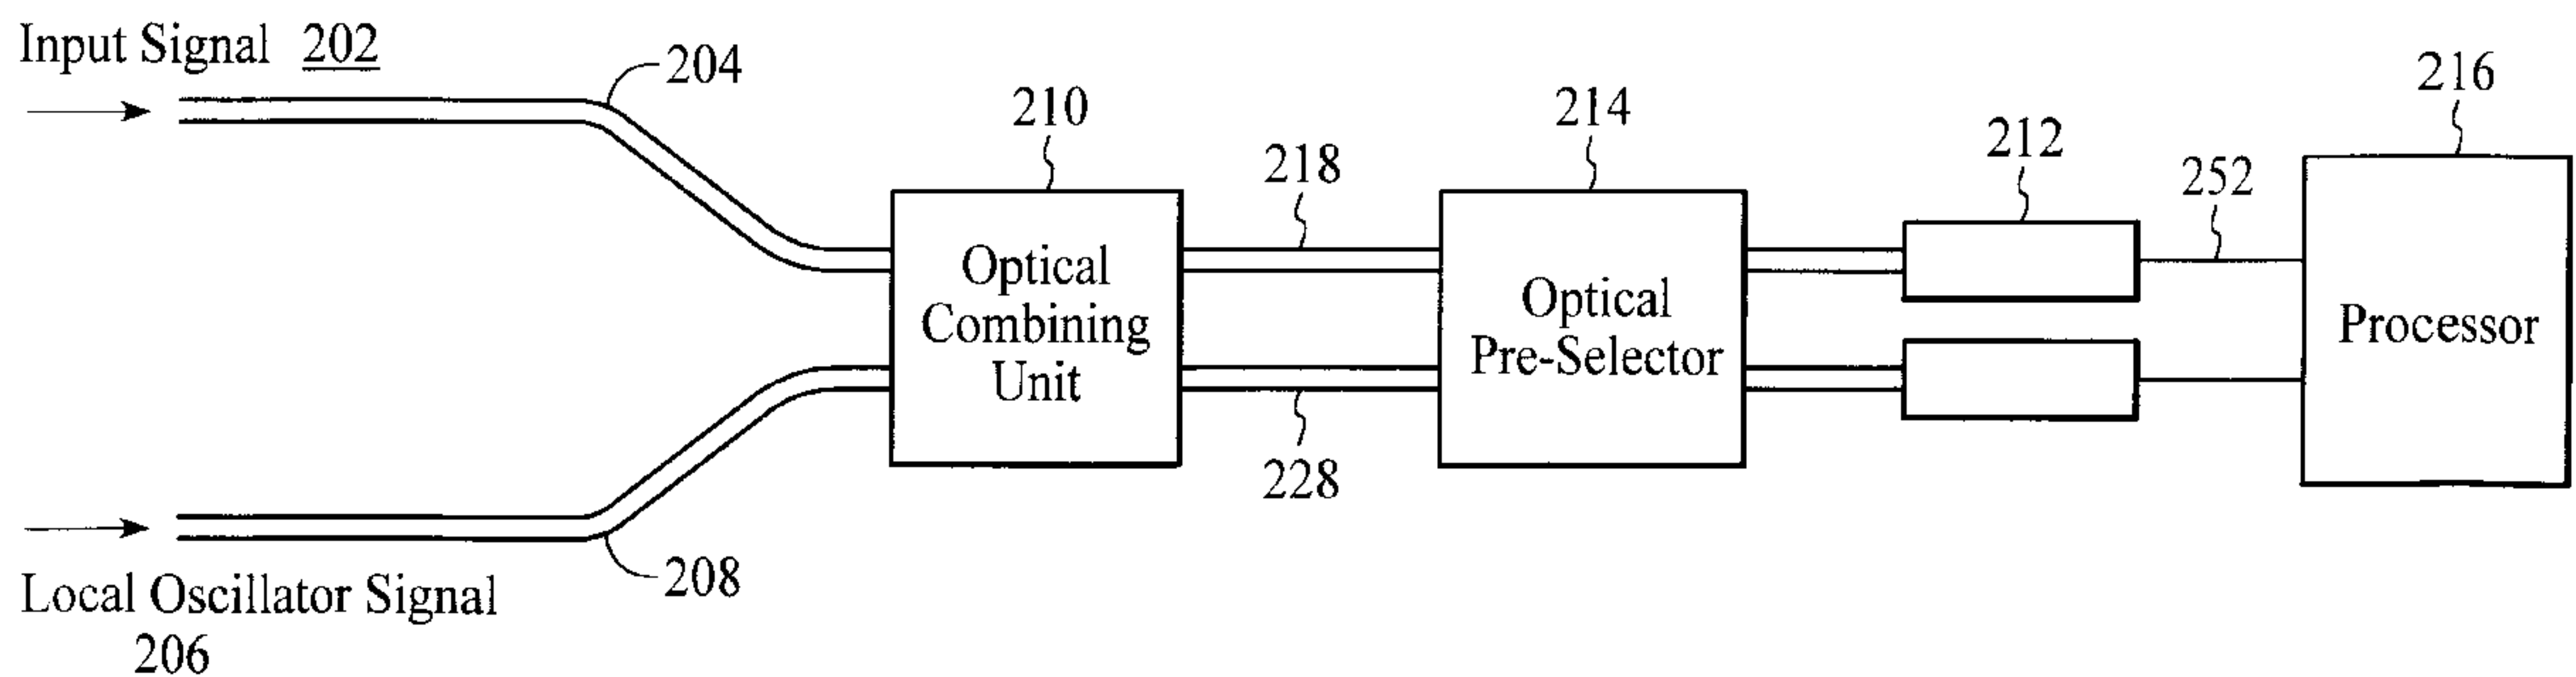 Input Signal 202
204
210
218
214
212
252
216
Optical
Combining
Unit
Optical
Pre-Selector
Processor
228
208
Local Oscillator Signal
206